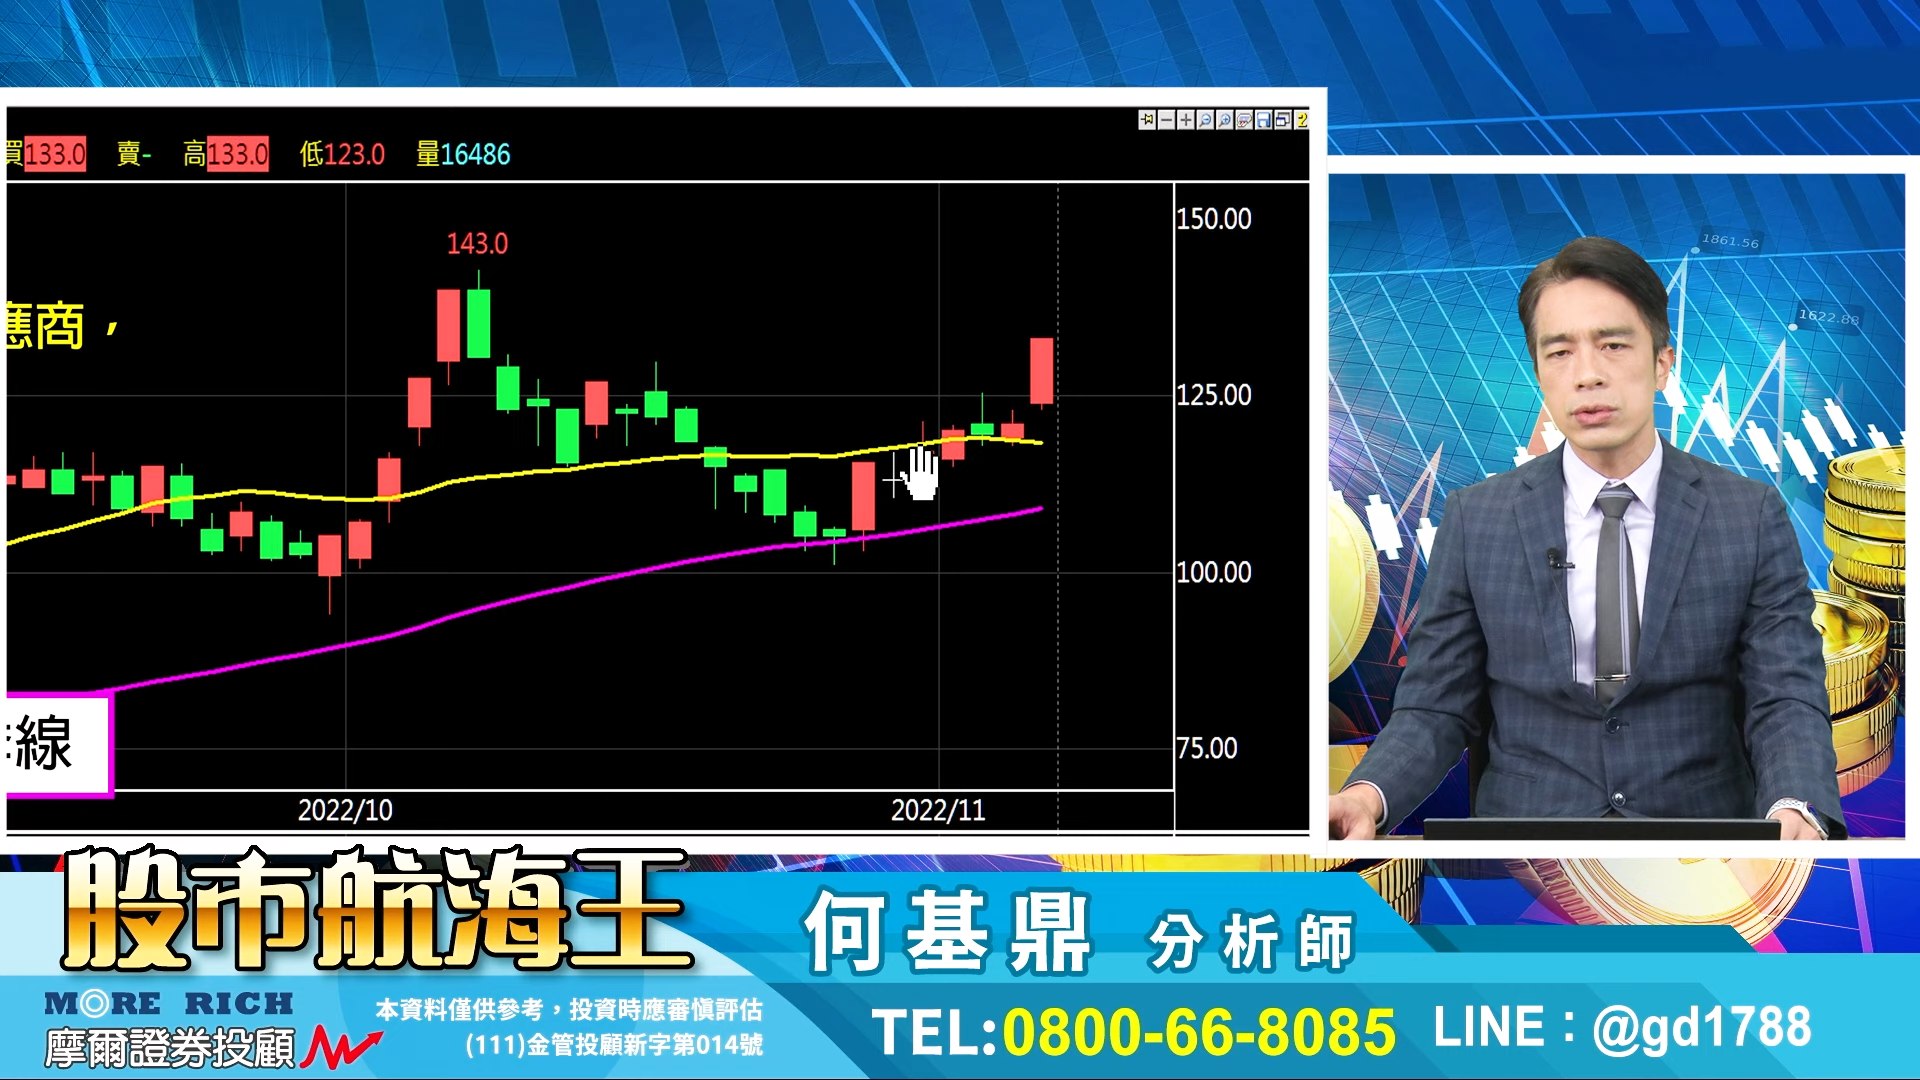 買133.0 賣- 高133.0 低123.0 量16486
143.0
150.00
125.00
100.00
75.00
應商，
線
2022/10
2022/11
1861.56
1622.88
股市航海王
何基鼎 分析師
MORE RICH
摩爾證券投顧
本資料僅供參考，投資時應審慎評估
(111)金管投顧新字第014號
TEL:0800-66-8085
LINE：@gd1788